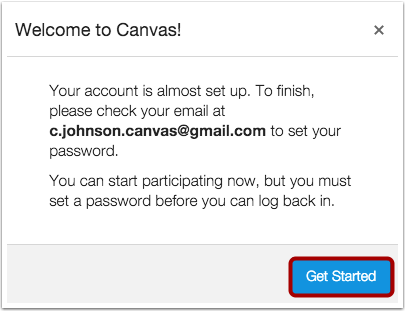 Welcome to Canvas!
×
Your account is almost set up. To finish,
please check your email at
c.johnson.canvas@gmail.com to set your
password.
You can start participating now, but you must
set a password before you can log back in.
Get Started